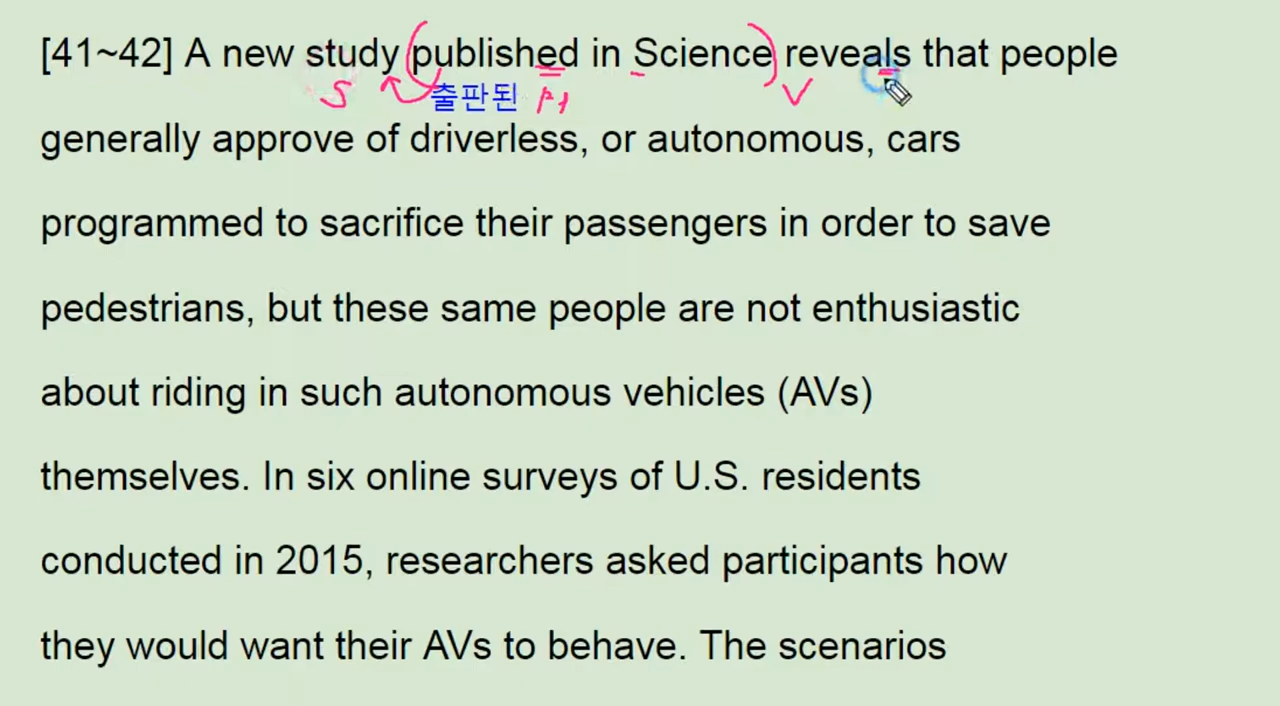 [41~42] A new study (published in Science) reveals that people
S 출판된 p.p V
generally approve of driverless, or autonomous, cars
programmed to sacrifice their passengers in order to save
pedestrians, but these same people are not enthusiastic
about riding in such autonomous vehicles (AVs)
themselves. In six online surveys of U.S. residents
conducted in 2015, researchers asked participants how
they would want their AVs to behave. The scenarios